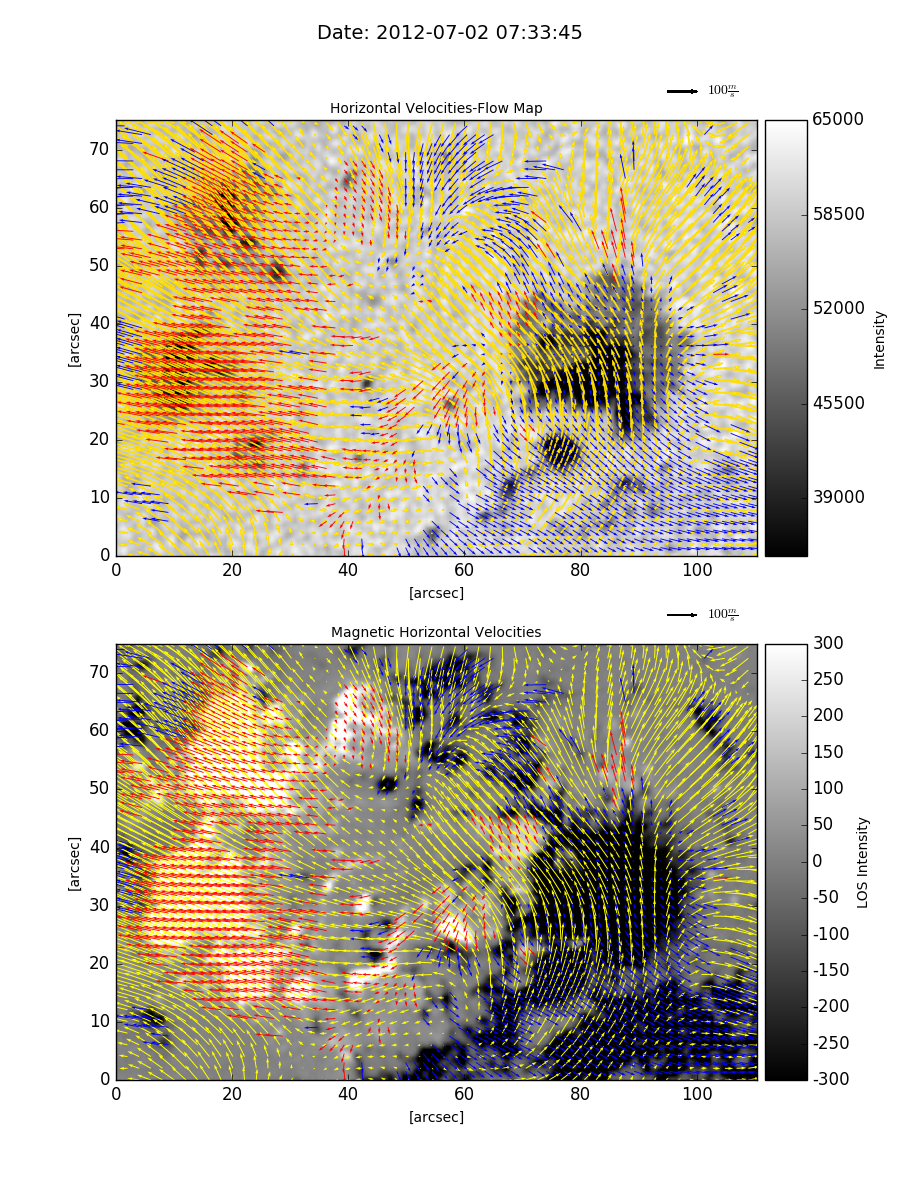 Date: 2012-07-02 07:33:45
100 m/s
Horizontal Velocities-Flow Map
70
60
50
40
30
20
10
0
[arcsec]
0 20 40 60 80 100
[arcsec]
65000
58500
52000
45500
39000
Intensity
100 m/s
Magnetic Horizontal Velocities
70
60
50
40
30
20
10
0
[arcsec]
0 20 40 60 80 100
[arcsec]
300
250
200
150
100
50
0
-50
-100
-150
-200
-250
-300
LOS Intensity